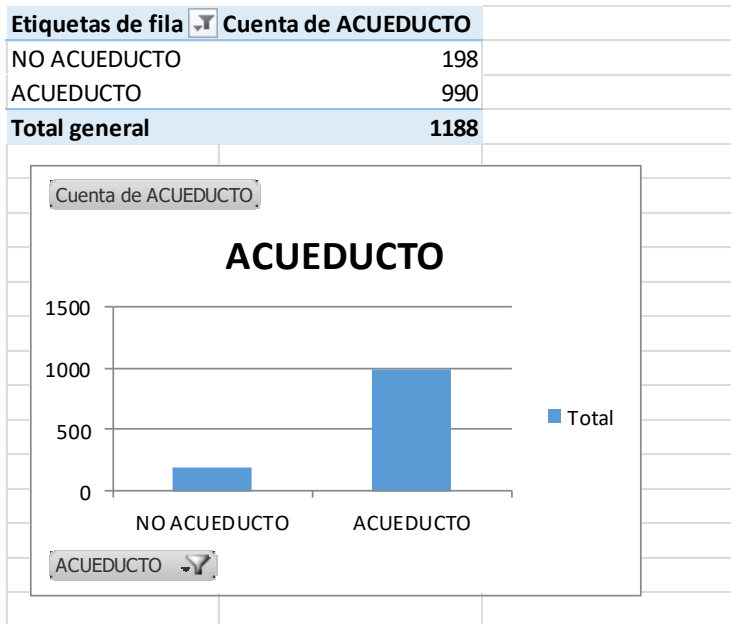 Etiquetas de fila Cuenta de ACUEDUCTO
NO ACUEDUCTO 198
ACUEDUCTO 990
Total general 1188
Cuenta de ACUEDUCTO
ACUEDUCTO
1500
1000
500
0
Total
NO ACUEDUCTO ACUEDUCTO
ACUEDUCTO